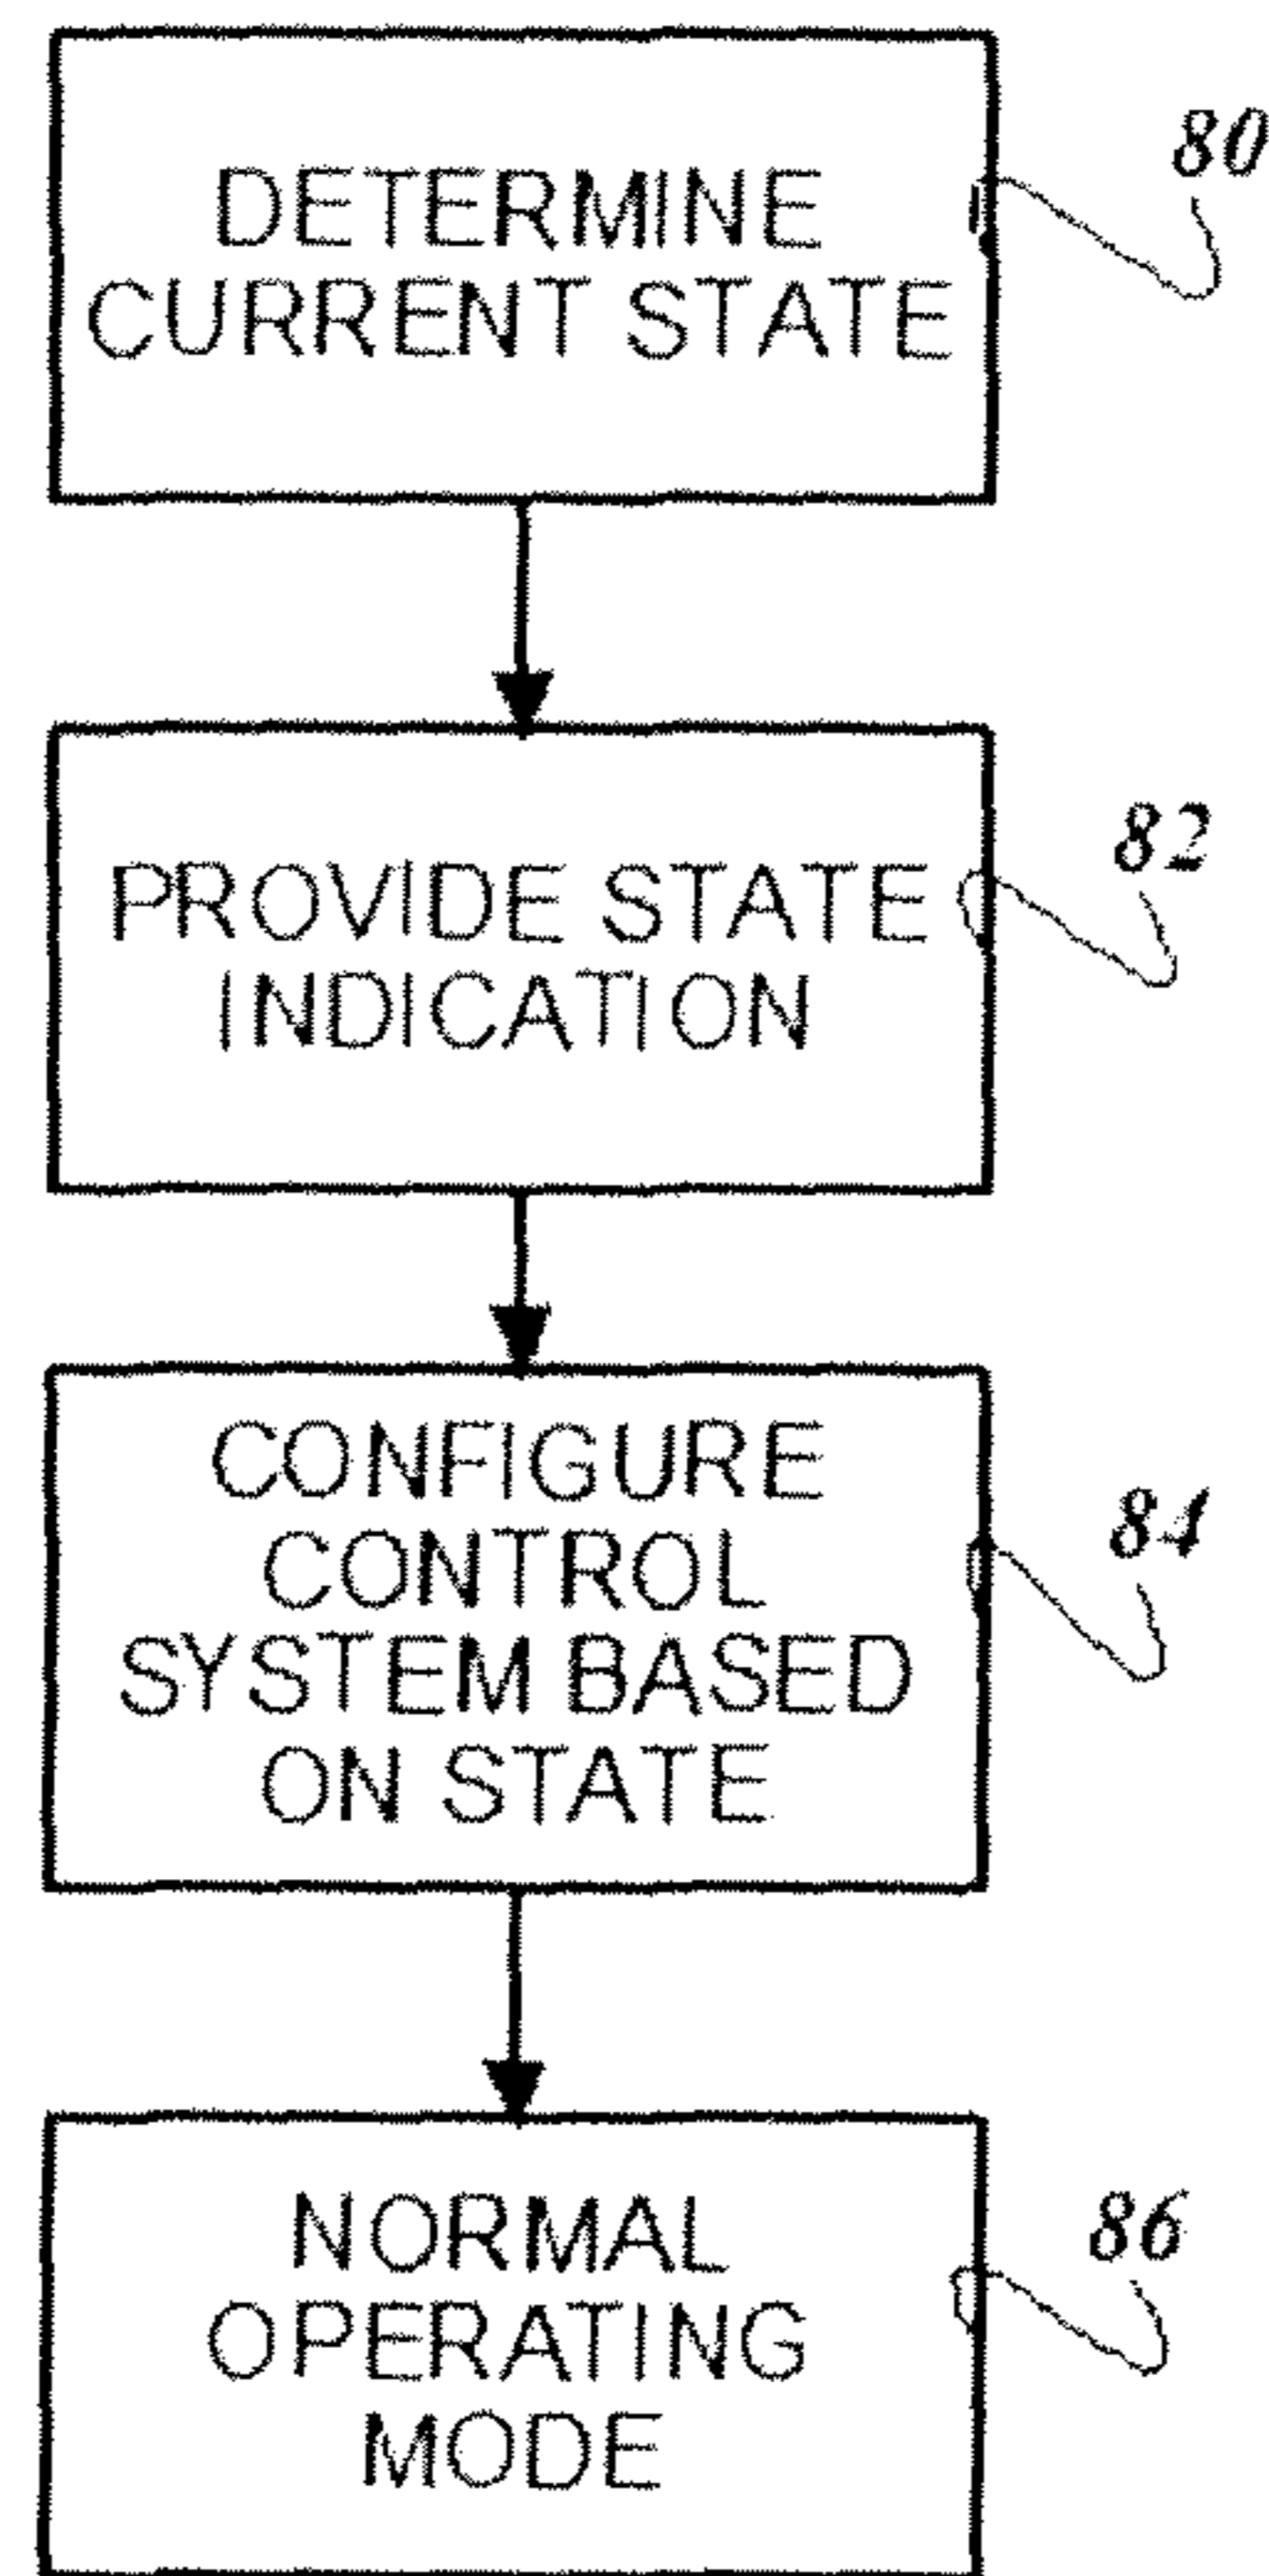 DETERMINE
CURRENT STATE
80
PROVIDE STATE
INDICATION
82
CONFIGURE
CONTROL
SYSTEM BASED
ON STATE
84
NORMAL
OPERATING
MODE
86